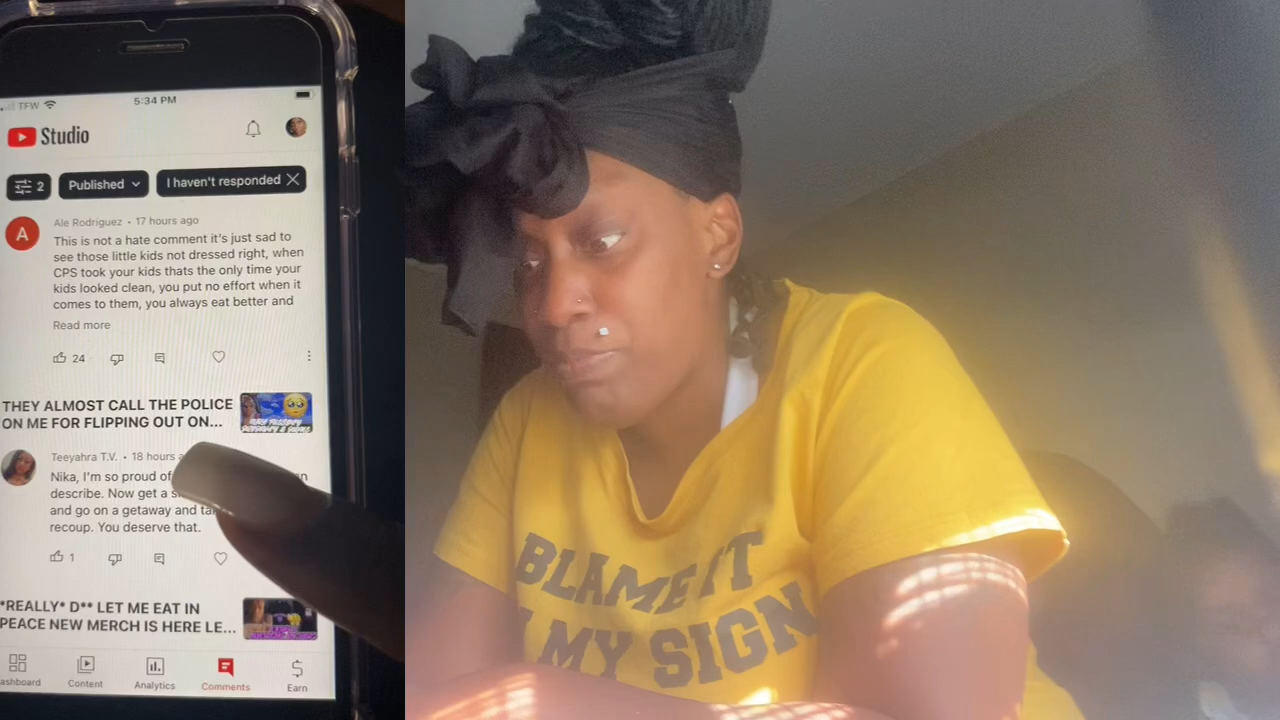 TFW
5:34 PM
Studio
2
Published
I haven't responded
A
Ale Rodriguez • 17 hours ago
This is not a hate comment it's just sad to
see those little kids not dressed right, when
CPS took your kids thats the only time your
kids looked clean, you put no effort when it
comes to them, you always eat better and
Read more
24
THEY ALMOST CALL THE POLICE
ON ME FOR FLIPPING OUT ON...
Teeyahra T.V. • 18 hours
Nika, I'm so proud of
describe. Now get a
and go on a getaway and
recoup. You deserve that.
1
*REALLY* D** LET ME EAT IN
PEACE NEW MERCH IS HERE LE...
ashboard
Content
Analytics
Comments
Earn
BLAME IT
MY SIGN